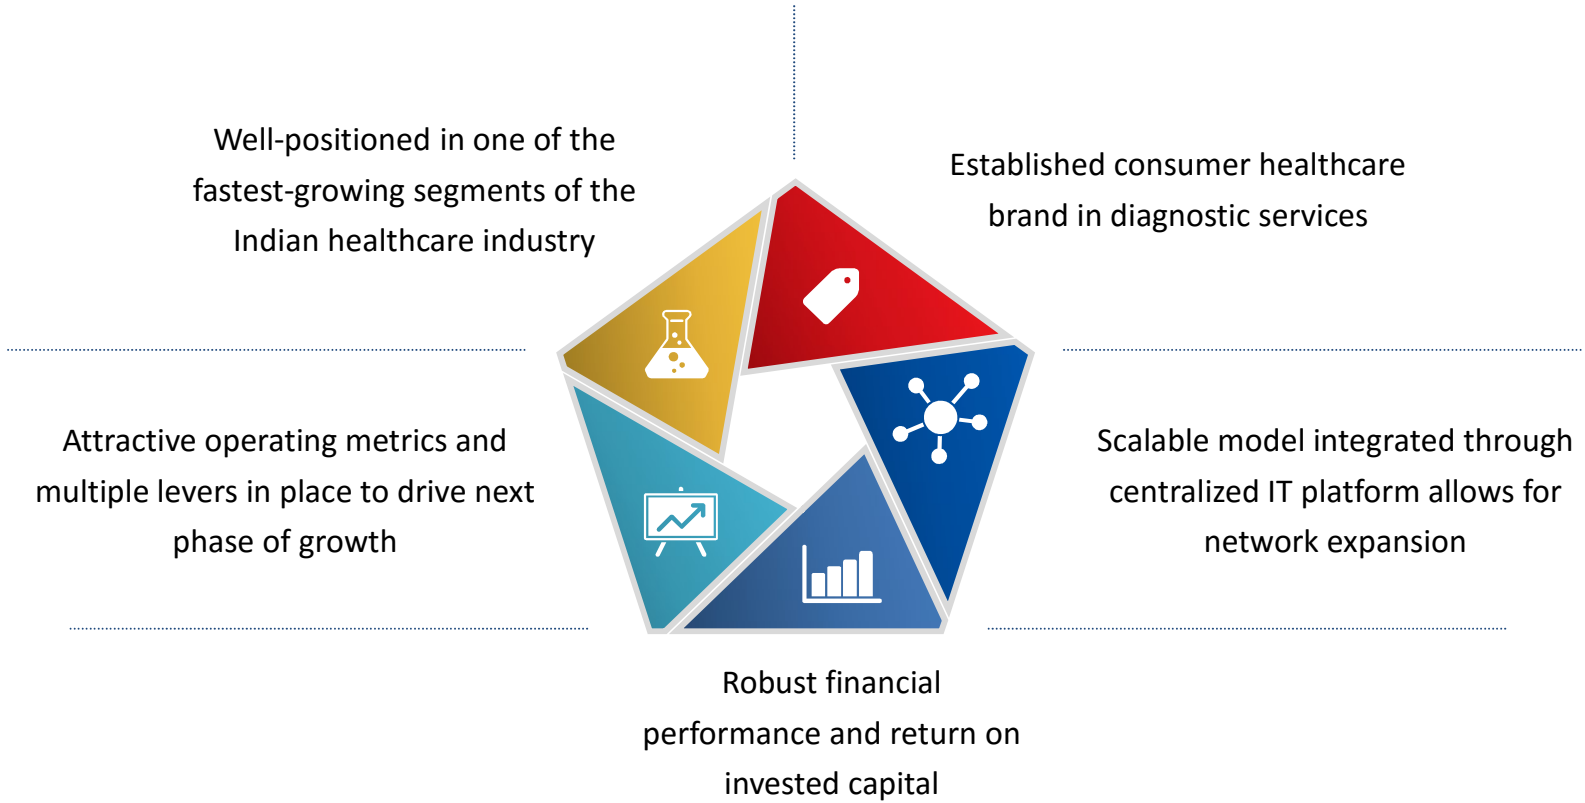 Well-positioned in one of the
fastest-growing segments of the
Indian healthcare industry
Established consumer healthcare
brand in diagnostic services
Attractive operating metrics and
multiple levers in place to drive next
phase of growth
Scalable model integrated through
centralized IT platform allows for
network expansion
Robust financial
performance and return on
invested capital